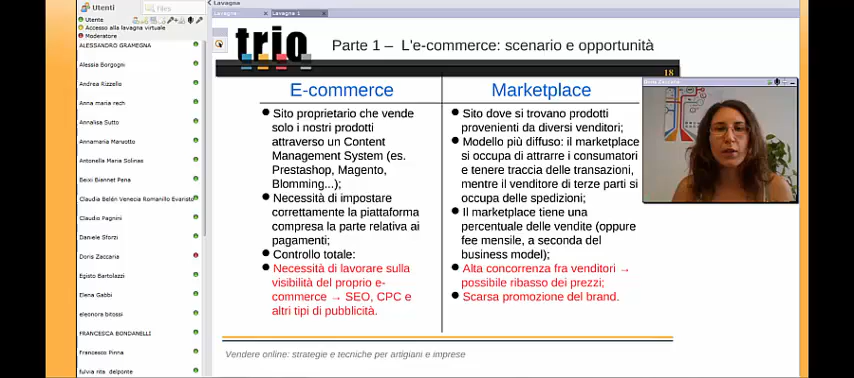 Utenti
Files
Utente
Accesso alla lavagna virtuale
Moderatore
ALESSANDRO GRAMEGNA
Alessia Borgogni
Andrea Rizzello
Anna maria rech
Annalisa Sutto
Annamaria Maruotto
Antonella Maria Solinas
Beixi Biannet Pena
Claudia Belén Venecia Romanillo Evaristo
Claudio Pagnini
Daniele Sforzi
Doris Zaccaria
Egisto Bartolazzi
Elena Gabbi
eleonora bitossi
FRANCESCA BONDANELLI
Francesco Pinna
fulvia rita delponte
Lavagne
Lavagna
Lavagna 1
trio
Parte 1 – L'e-commerce: scenario e opportunità
18
E-commerce
Sito proprietario che vende
solo i nostri prodotti
attraverso un Content
Management System (es.
Prestashop, Magento,
Blomming...);
Necessità di impostare
correttamente la piattaforma
compresa la parte relativa ai
pagamenti;
Controllo totale:
Necessità di lavorare sulla
visibilità del proprio e-
commerce → SEO, CPC e
altri tipi di pubblicità.
Marketplace
Sito dove si trovano prodotti
provenienti da diversi venditori;
Modello più diffuso: il marketplace
si occupa di attrarre i consumatori
e tenere traccia delle transazioni,
mentre il venditore di terze parti si
occupa delle spedizioni;
Il marketplace tiene una
percentuale delle vendite (oppure
fee mensile, a seconda del
business model);
Alta concorrenza fra venditori →
possibile ribasso dei prezzi;
Scarsa promozione del brand.
Doris Zaccaria
Vendere online: strategie e tecniche per artigiani e imprese